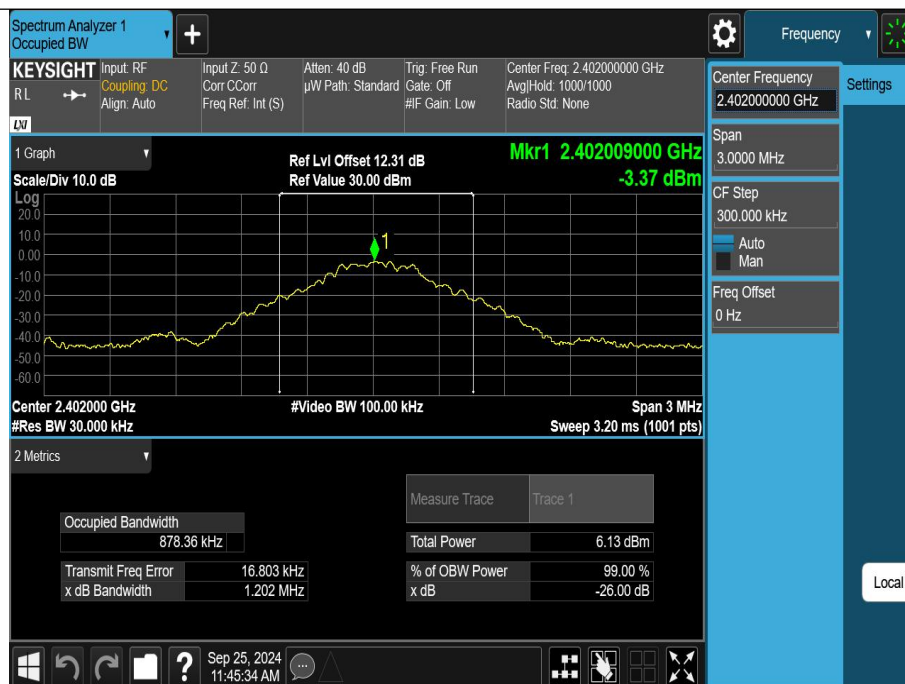 Spectrum Analyzer 1
Occupied BW
+
Frequency
KEYSIGHT
RL
LXI
Input: RF
Coupling: DC
Align: Auto
Input Z: 50 Ω
Corr CCorr
Freq Ref: Int (S)
Atten: 40 dB
µW Path: Standard
Trig: Free Run
Gate: Off
#IF Gain: Low
Center Freq: 2.402000000 GHz
Avg|Hold: 1000/1000
Radio Std: None
Center Frequency
2.402000000 GHz
Settings
Span
3.0000 MHz
CF Step
300.000 kHz
Auto
Man
Freq Offset
0 Hz
Local
1 Graph
Scale/Div 10.0 dB
Ref Lvl Offset 12.31 dB
Ref Value 30.00 dBm
Mkr1 2.402009000 GHz
-3.37 dBm
Log
20.0
10.0
0.00
-10.0
-20.0
-30.0
-40.0
-50.0
-60.0
1
Center 2.402000 GHz
#Res BW 30.000 kHz
#Video BW 100.00 kHz
Span 3 MHz
Sweep 3.20 ms (1001 pts)
2 Metrics
Measure Trace Trace 1
Occupied Bandwidth
878.36 kHz
Total Power 6.13 dBm
Transmit Freq Error 16.803 kHz
% of OBW Power 99.00 %
x dB Bandwidth 1.202 MHz
x dB -26.00 dB
?
Sep 25, 2024
11:45:34 AM